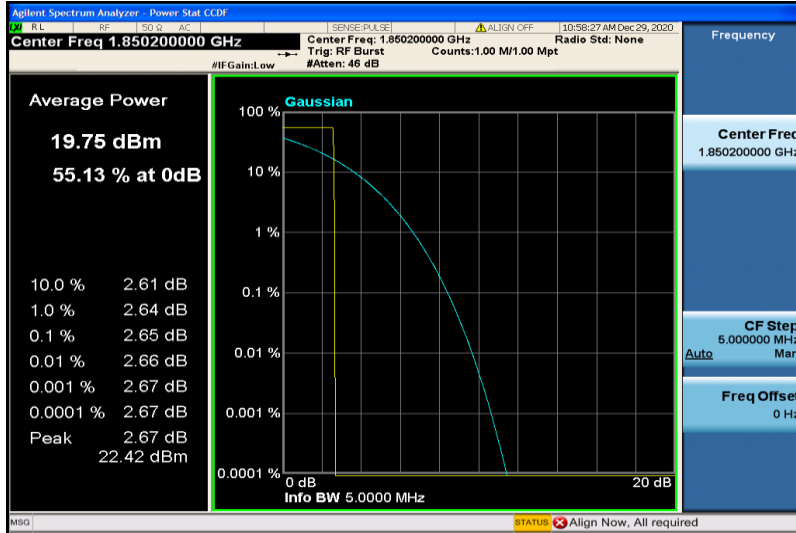 Agilent Spectrum Analyzer - Power Stat CCDF
LXI RL RF 50 Ω AC SENSE:PULSE ALIGN OFF 10:58:27 AM Dec 29, 2020
Center Freq 1.850200000 GHz
Center Freq: 1.850200000 GHz Radio Std: None
Trig: RF Burst Counts:1.00 M/1.00 Mpt
#IFGain:Low #Atten: 46 dB
Frequency
Center Freq
1.850200000 GHz
CF Step
5.000000 MHz
Auto Man
Freq Offset
0 Hz
Average Power
19.75 dBm
55.13 % at 0dB
10.0 % 2.61 dB
1.0 % 2.64 dB
0.1 % 2.65 dB
0.01 % 2.66 dB
0.001 % 2.67 dB
0.0001 % 2.67 dB
Peak 2.67 dB
22.42 dBm
Gaussian
100 %
10 %
1 %
0.1 %
0.01 %
0.001 %
0.0001 %
0 dB 20 dB
Info BW 5.0000 MHz
MSG STATUS Align Now, All required